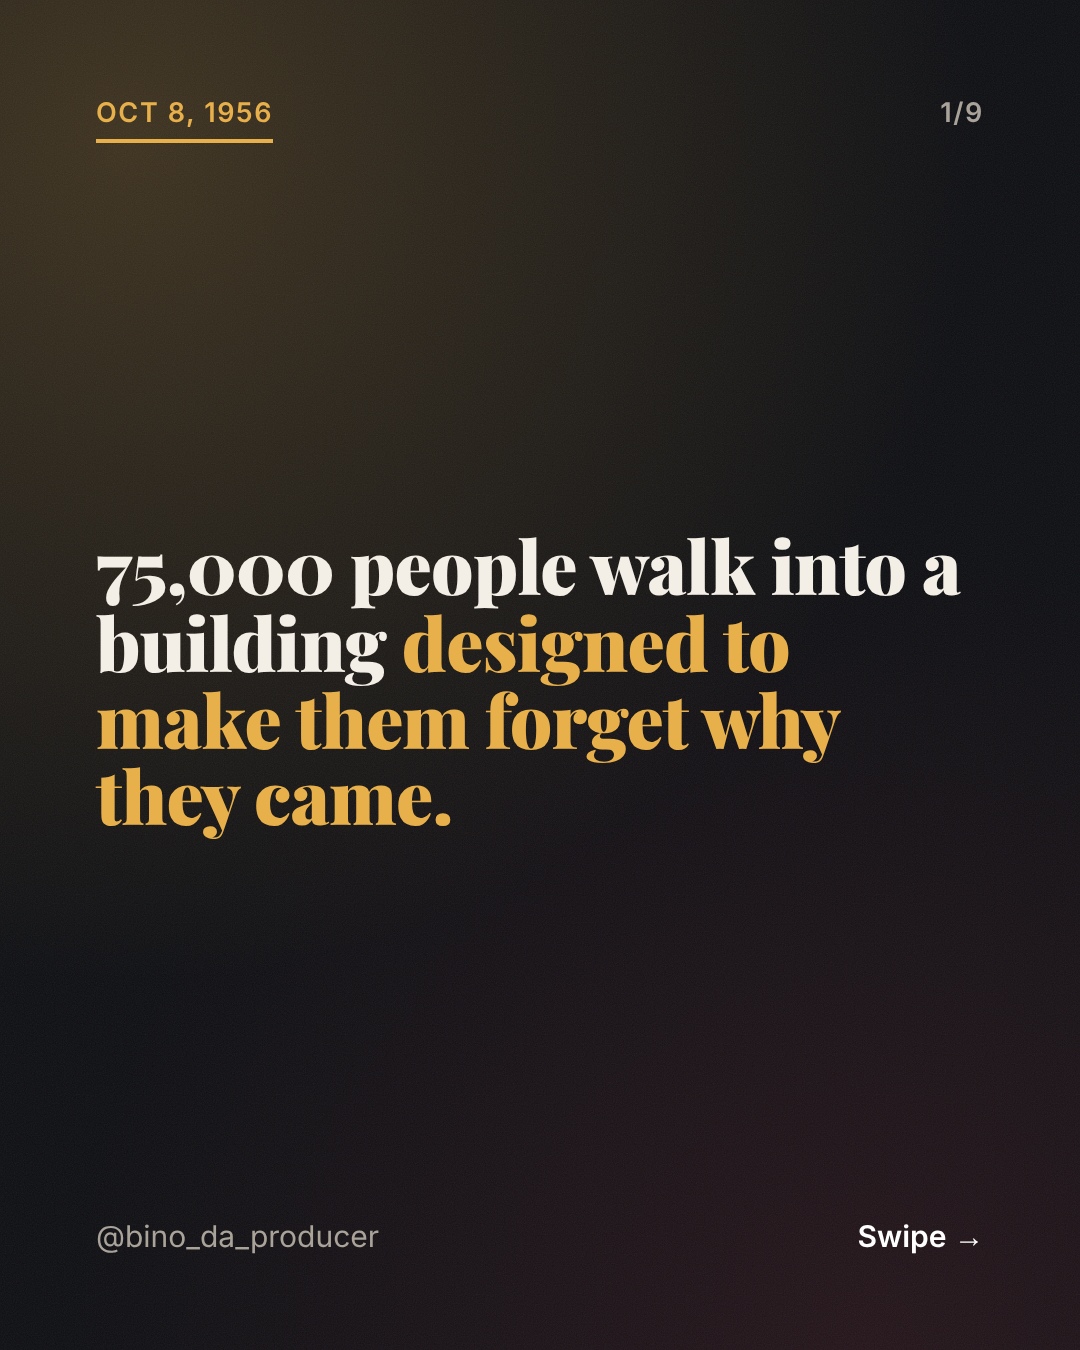 OCT 8, 1956
1/9
75,000 people walk into a
building designed to
make them forget why
they came.
@bino_da_producer
Swipe →